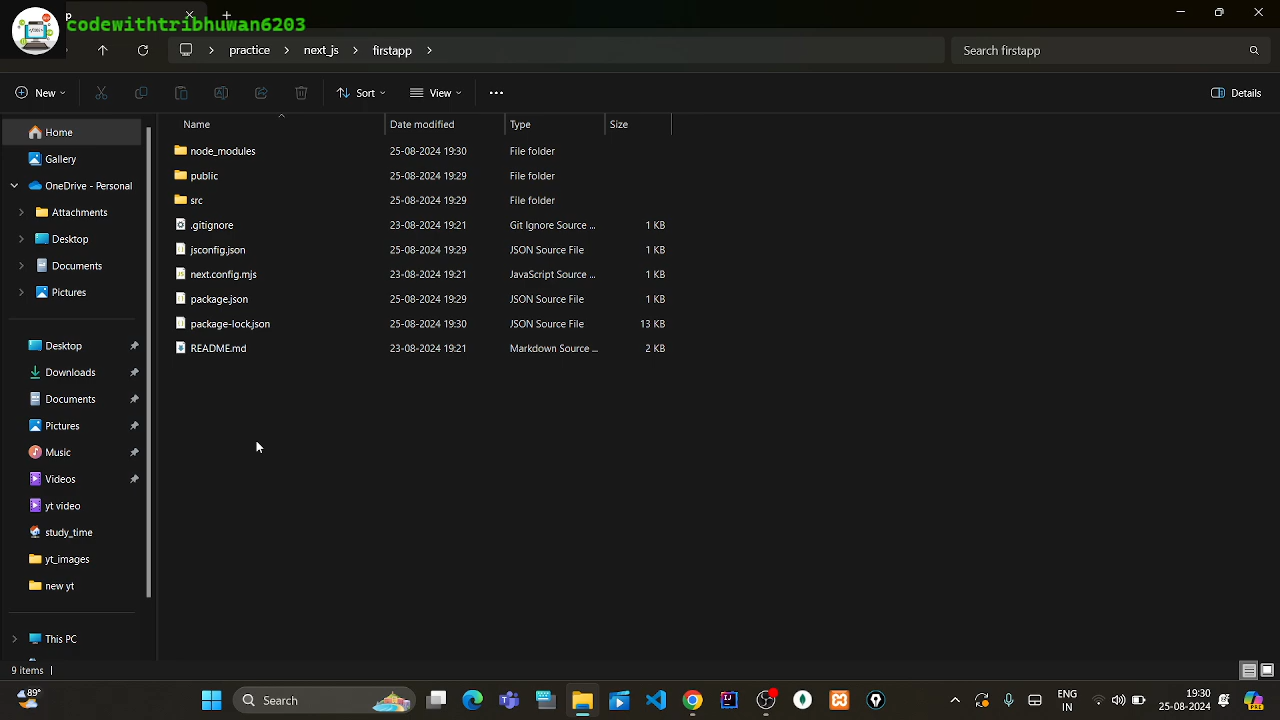 codewithtribhuwan6203
practice > next_js > firstapp >
Search firstapp
New
Sort
View
Details
Name Date modified Type Size
node_modules 25-08-2024 19:30 File folder
public 25-08-2024 19:29 File folder
src 25-08-2024 19:29 File folder
.gitignore 23-08-2024 19:21 Git Ignore Source ... 1 KB
jsconfig.json 25-08-2024 19:29 JSON Source File 1 KB
next.config.mjs 23-08-2024 19:21 JavaScript Source ... 1 KB
package.json 25-08-2024 19:29 JSON Source File 1 KB
package-lock.json 25-08-2024 19:30 JSON Source File 13 KB
README.md 23-08-2024 19:21 Markdown Source ... 2 KB
Home
Gallery
OneDrive - Personal
Attachments
Desktop
Documents
Pictures
Desktop
Downloads
Documents
Pictures
Music
Videos
yt video
study_time
yt_images
new yt
This PC
9 items
89°
Search
ENG
IN
19:30
25-08-2024